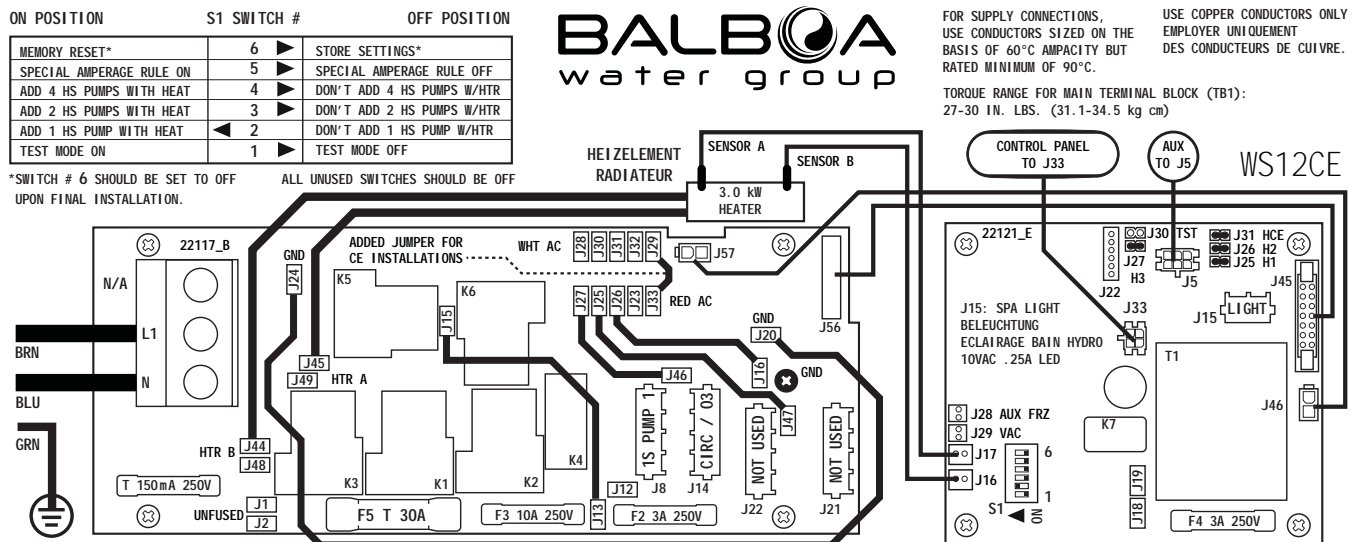 ON POSITION S1 SWITCH # OFF POSITION
MEMORY RESET* 6 ▶ STORE SETTINGS*
SPECIAL AMPERAGE RULE ON 5 ▶ SPECIAL AMPERAGE RULE OFF
ADD 4 HS PUMPS WITH HEAT 4 ▶ DON'T ADD 4 HS PUMPS W/HTR
ADD 2 HS PUMPS WITH HEAT 3 ▶ DON'T ADD 2 HS PUMPS W/HTR
ADD 1 HS PUMP WITH HEAT ◀ 2 DON'T ADD 1 HS PUMP W/HTR
TEST MODE ON 1 ▶ TEST MODE OFF
*SWITCH # 6 SHOULD BE SET TO OFF
UPON FINAL INSTALLATION.
ALL UNUSED SWITCHES SHOULD BE OFF
BALBOA
water group
FOR SUPPLY CONNECTIONS,
USE CONDUCTORS SIZED ON THE
BASIS OF 60°C AMPACITY BUT
RATED MINIMUM OF 90°C.
USE COPPER CONDUCTORS ONLY
EMPLOYER UNIQUEMENT
DES CONDUCTEURS DE CUIVRE.
TORQUE RANGE FOR MAIN TERMINAL BLOCK (TB1):
27-30 IN. LBS. (31.1-34.5 kg cm)
HEIZELEMENT
RADIATEUR
SENSOR A
SENSOR B
3.0 kW
HEATER
CONTROL PANEL
TO J33
AUX
TO J5
WS12CE
22117_B
N/A
L1
N
BRN
BLU
GRN
GND
J24
ADDED JUMPER FOR
CE INSTALLATIONS
WHT AC
J28
J30
J31
J32
J29
J57
K5
K6
J15
J27
J25
J26
J23
J33
RED AC
J56
GND
J20
J16
GND
J45
J49
HTR A
J46
J47
HTR B
J44
J48
K3
K1
K2
K4
1S PUMP 1
J8
CIRC / O3
J14
NOT USED
J22
NOT USED
J21
J12
J13
T 150mA 250V
UNFUSED
J1
J2
F5 T 30A
F3 10A 250V
F2 3A 250V
22121_E
J30 TST
J27
H3
J22
J5
J31 HCE
J26 H2
J25 H1
J45
J15: SPA LIGHT
BELEUCHTUNG
ECLAIRAGE BAIN HYDRO
10VAC .25A LED
J33
J15
LIGHT
T1
J46
K7
J28 AUX FRZ
J29 VAC
J17
J16
6
1
S1
ON
J19
J18
F4 3A 250V